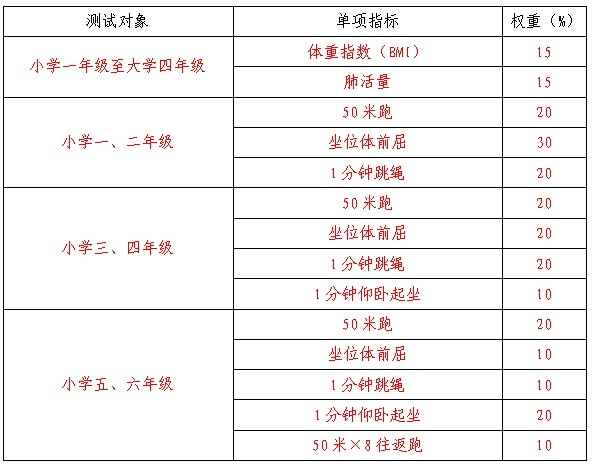 测试对象 单项指标 权重（%）
小学一年级至大学四年级 体重指数（BMI） 15
肺活量 15
小学一、二年级 50米跑 20
坐位体前屈 30
1分钟跳绳 20
小学三、四年级 50米跑 20
坐位体前屈 20
1分钟跳绳 20
1分钟仰卧起坐 10
小学五、六年级 50米跑 20
坐位体前屈 10
1分钟跳绳 10
1分钟仰卧起坐 20
50米×8往返跑 10